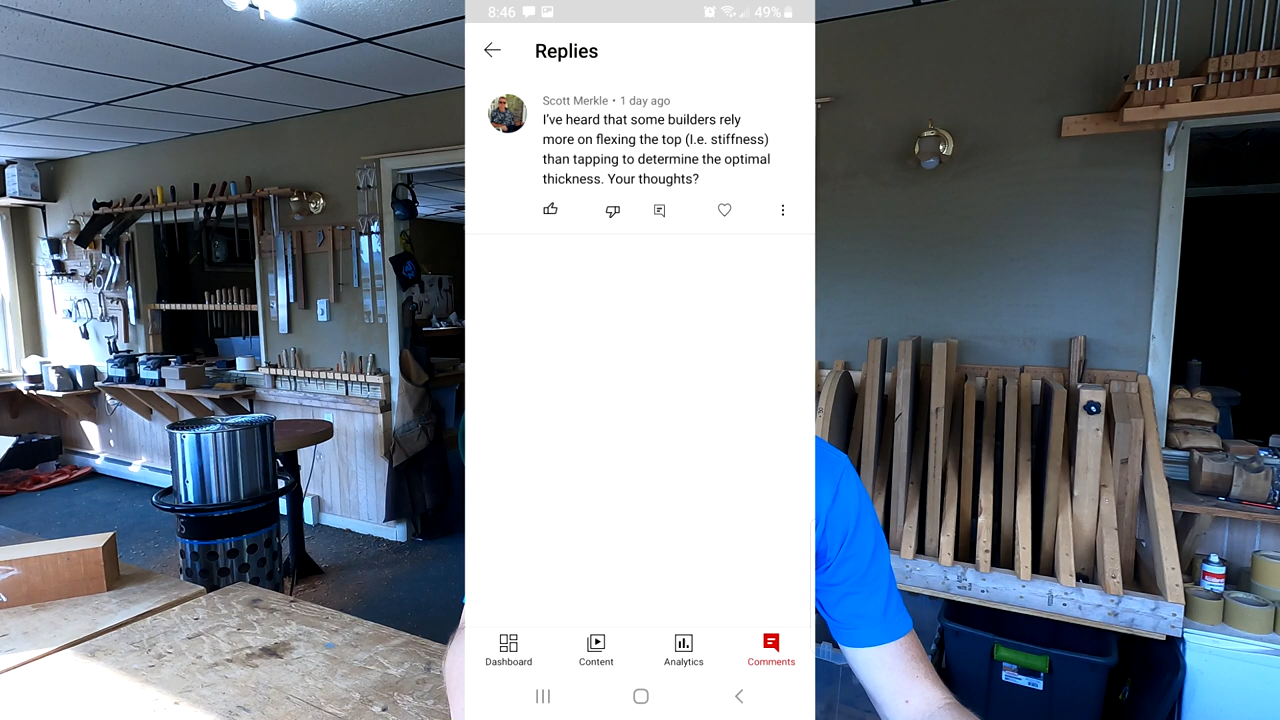 8:46
49%
Replies
Scott Merkle • 1 day ago
I've heard that some builders rely
more on flexing the top (I.e. stiffness)
than tapping to determine the optimal
thickness. Your thoughts?
Dashboard
Content
Analytics
Comments